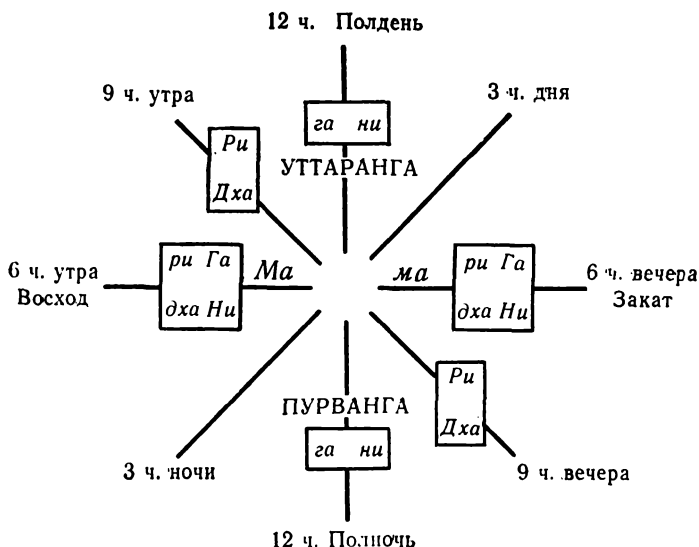 12 ч. Полдень
9 ч. утра
3 ч. дня
га ни
Ри
Дха
УТТАРАНГА
6 ч. утра
Восход
ри Га
дха Ни
Ма
ма
ри Га
дха Ни
6 ч. вечера
Закат
ПУРВАНГА
га ни
Ри
Дха
3 ч. ночи
9 ч. вечера
12 ч. Полночь